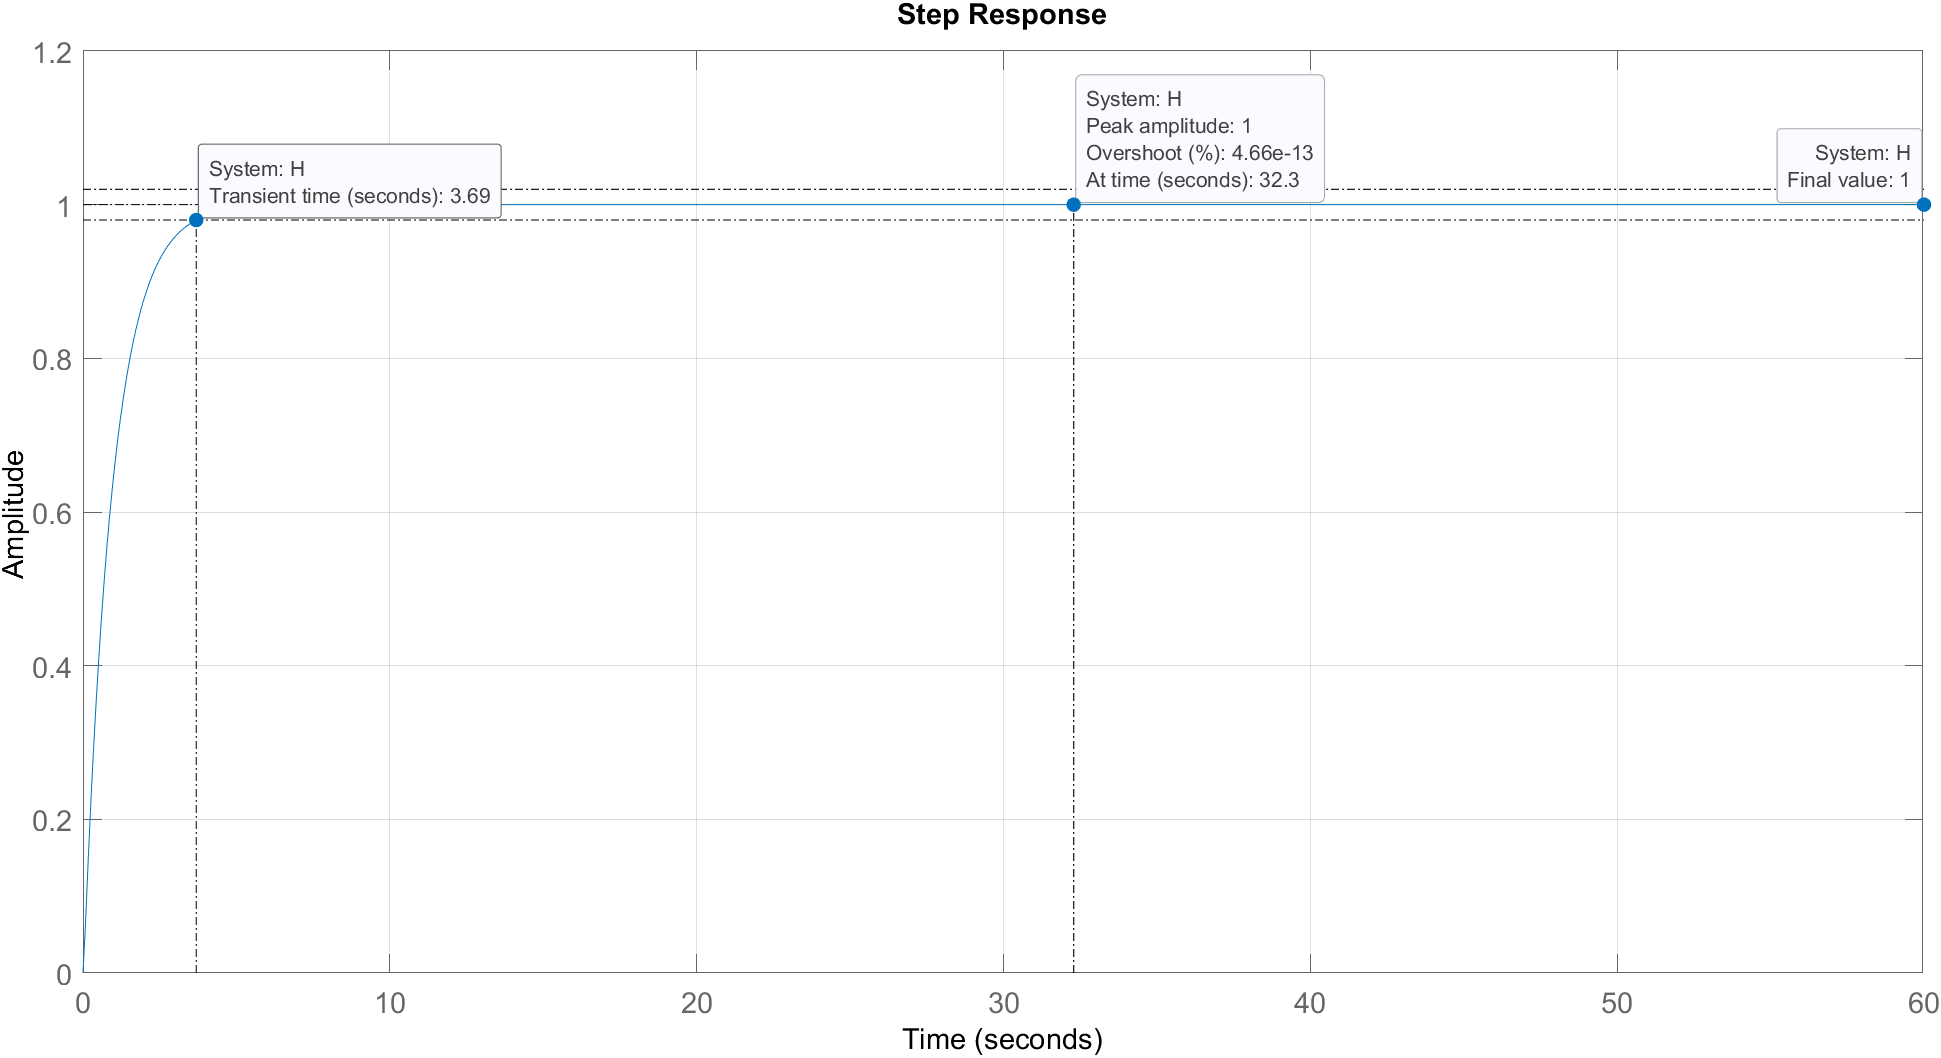 Step Response
1.2
1
0.8
0.6
0.4
0.2
0
Amplitude
System: H
Transient time (seconds): 3.69
System: H
Peak amplitude: 1
Overshoot (%): 4.66e-13
At time (seconds): 32.3
System: H
Final value: 1
0 10 20 30 40 50 60
Time (seconds)